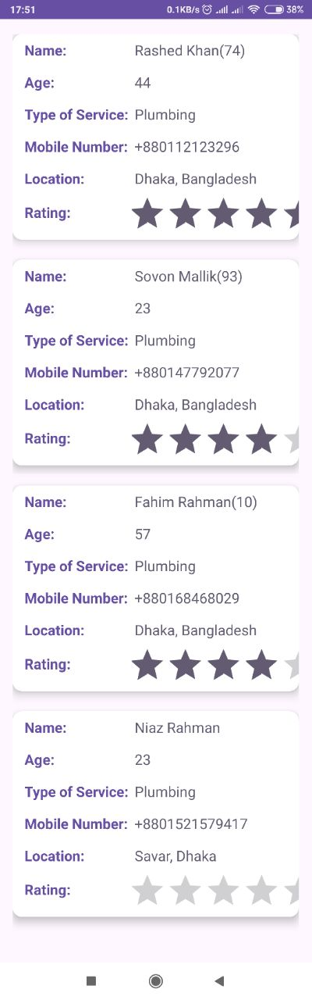 17:51 0.1KB/s 38%
Name: Rashed Khan(74)
Age: 44
Type of Service: Plumbing
Mobile Number: +880112123296
Location: Dhaka, Bangladesh
Rating:
Name: Sovon Mallik(93)
Age: 23
Type of Service: Plumbing
Mobile Number: +880147792077
Location: Dhaka, Bangladesh
Rating:
Name: Fahim Rahman(10)
Age: 57
Type of Service: Plumbing
Mobile Number: +880168468029
Location: Dhaka, Bangladesh
Rating:
Name: Niaz Rahman
Age: 23
Type of Service: Plumbing
Mobile Number: +8801521579417
Location: Savar, Dhaka
Rating: